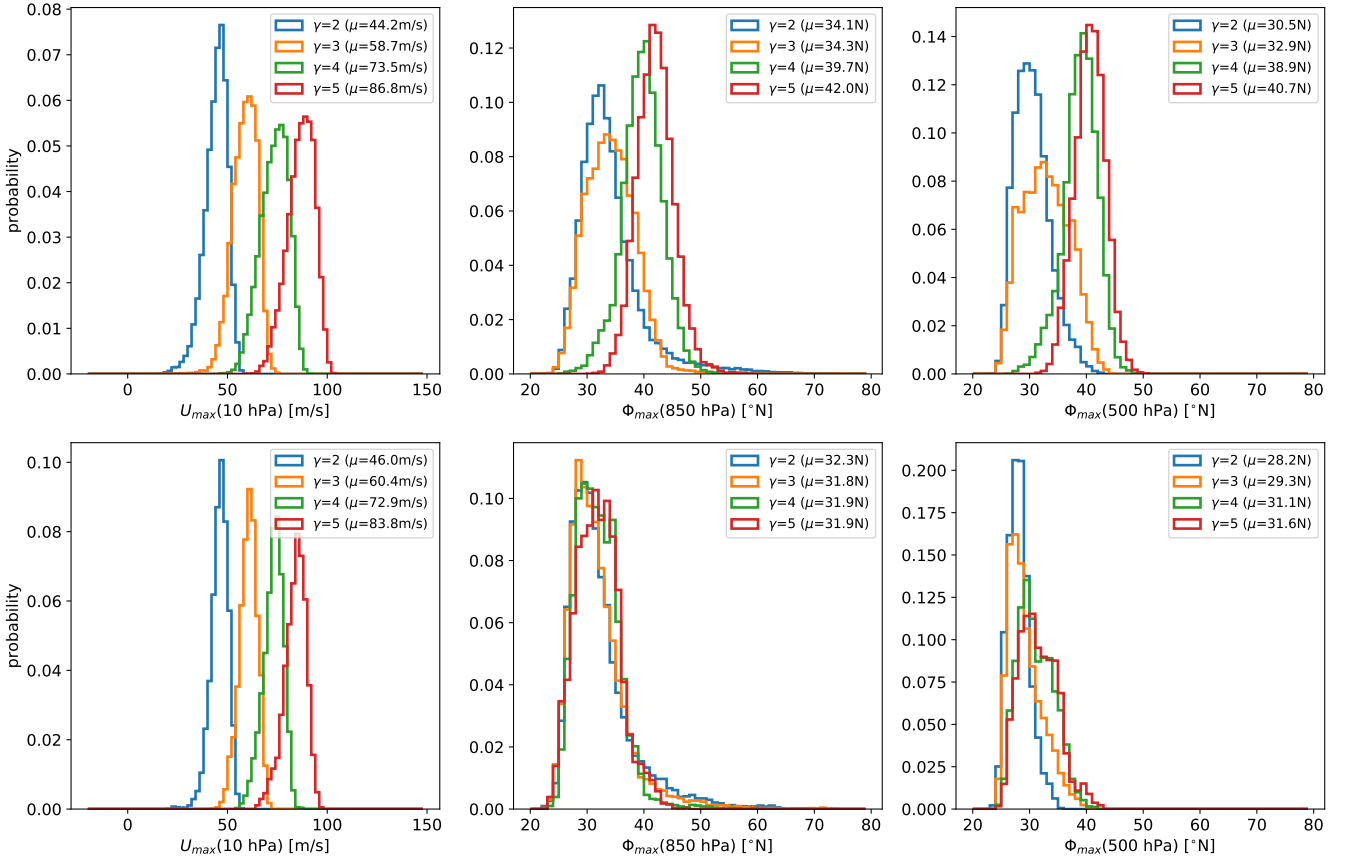 γ=2 (μ=44.2m/s)
γ=3 (μ=58.7m/s)
γ=4 (μ=73.5m/s)
γ=5 (μ=86.8m/s)
probability
0.08
0.07
0.06
0.05
0.04
0.03
0.02
0.01
0.00
0 50 100 150
U_max(10 hPa) [m/s]
γ=2 (μ=34.1N)
γ=3 (μ=34.3N)
γ=4 (μ=39.7N)
γ=5 (μ=42.0N)
0.12
0.10
0.08
0.06
0.04
0.02
0.00
20 30 40 50 60 70 80
Φ_max(850 hPa) [°N]
γ=2 (μ=30.5N)
γ=3 (μ=32.9N)
γ=4 (μ=38.9N)
γ=5 (μ=40.7N)
0.14
0.12
0.10
0.08
0.06
0.04
0.02
0.00
20 30 40 50 60 70 80
Φ_max(500 hPa) [°N]
γ=2 (μ=46.0m/s)
γ=3 (μ=60.4m/s)
γ=4 (μ=72.9m/s)
γ=5 (μ=83.8m/s)
probability
0.10
0.08
0.06
0.04
0.02
0.00
0 50 100 150
U_max(10 hPa) [m/s]
γ=2 (μ=32.3N)
γ=3 (μ=31.8N)
γ=4 (μ=31.9N)
γ=5 (μ=31.9N)
0.10
0.08
0.06
0.04
0.02
0.00
20 30 40 50 60 70 80
Φ_max(850 hPa) [°N]
γ=2 (μ=28.2N)
γ=3 (μ=29.3N)
γ=4 (μ=31.1N)
γ=5 (μ=31.6N)
0.200
0.175
0.150
0.125
0.100
0.075
0.050
0.025
0.000
20 30 40 50 60 70 80
Φ_max(500 hPa) [°N]